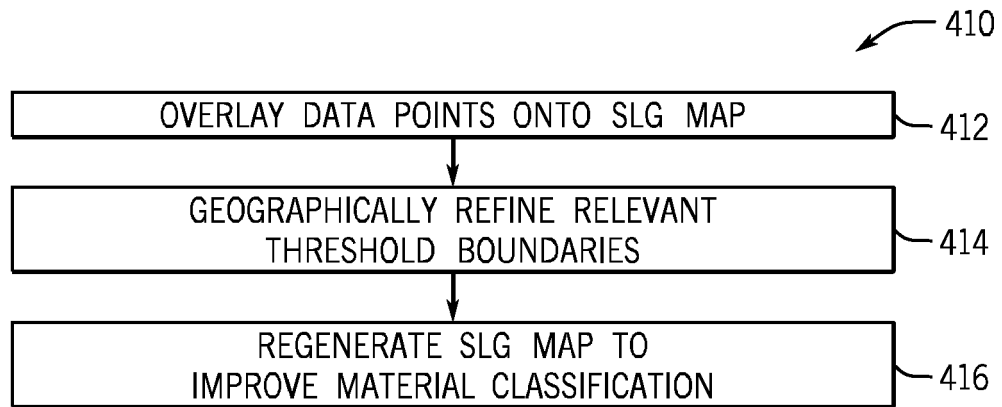 410
OVERLAY DATA POINTS ONTO SLG MAP
412
GEOGRAPHICALLY REFINE RELEVANT
THRESHOLD BOUNDARIES
414
REGENERATE SLG MAP TO
IMPROVE MATERIAL CLASSIFICATION
416